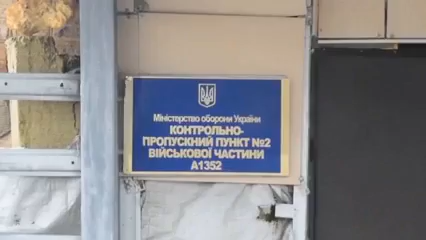 Міністерство оборони України
КОНТРОЛЬНО-
ПРОПУСКНИЙ ПУНКТ №2
ВІЙСЬКОВОЇ ЧАСТИНИ
А1352